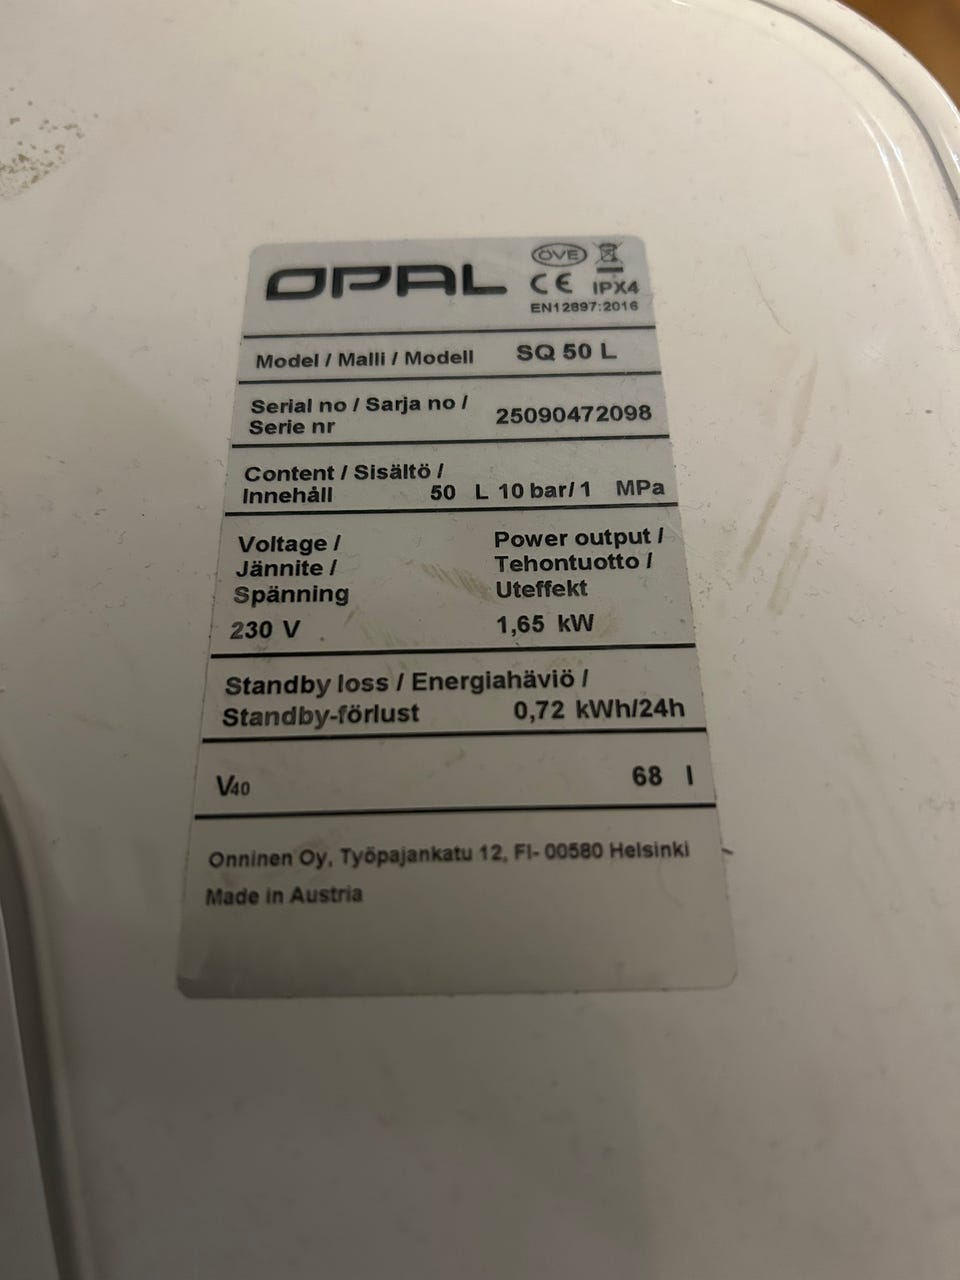 OPAL
ÖVE
CE IPX4
EN12897:2016
Model / Malli / Modell SQ 50 L
Serial no / Sarja no /
Serie nr 25090472098
Content / Sisältö /
Innehåll 50 L 10 bar/1 MPa
Voltage /
Jännite /
Spänning
230 V
Power output /
Tehontuotto /
Uteffekt
1,65 kW
Standby loss / Energiahäviö /
Standby-förlust 0,72 kWh/24h
V40 68 l
Onninen Oy, Työpajankatu 12, FI- 00580 Helsinki
Made in Austria